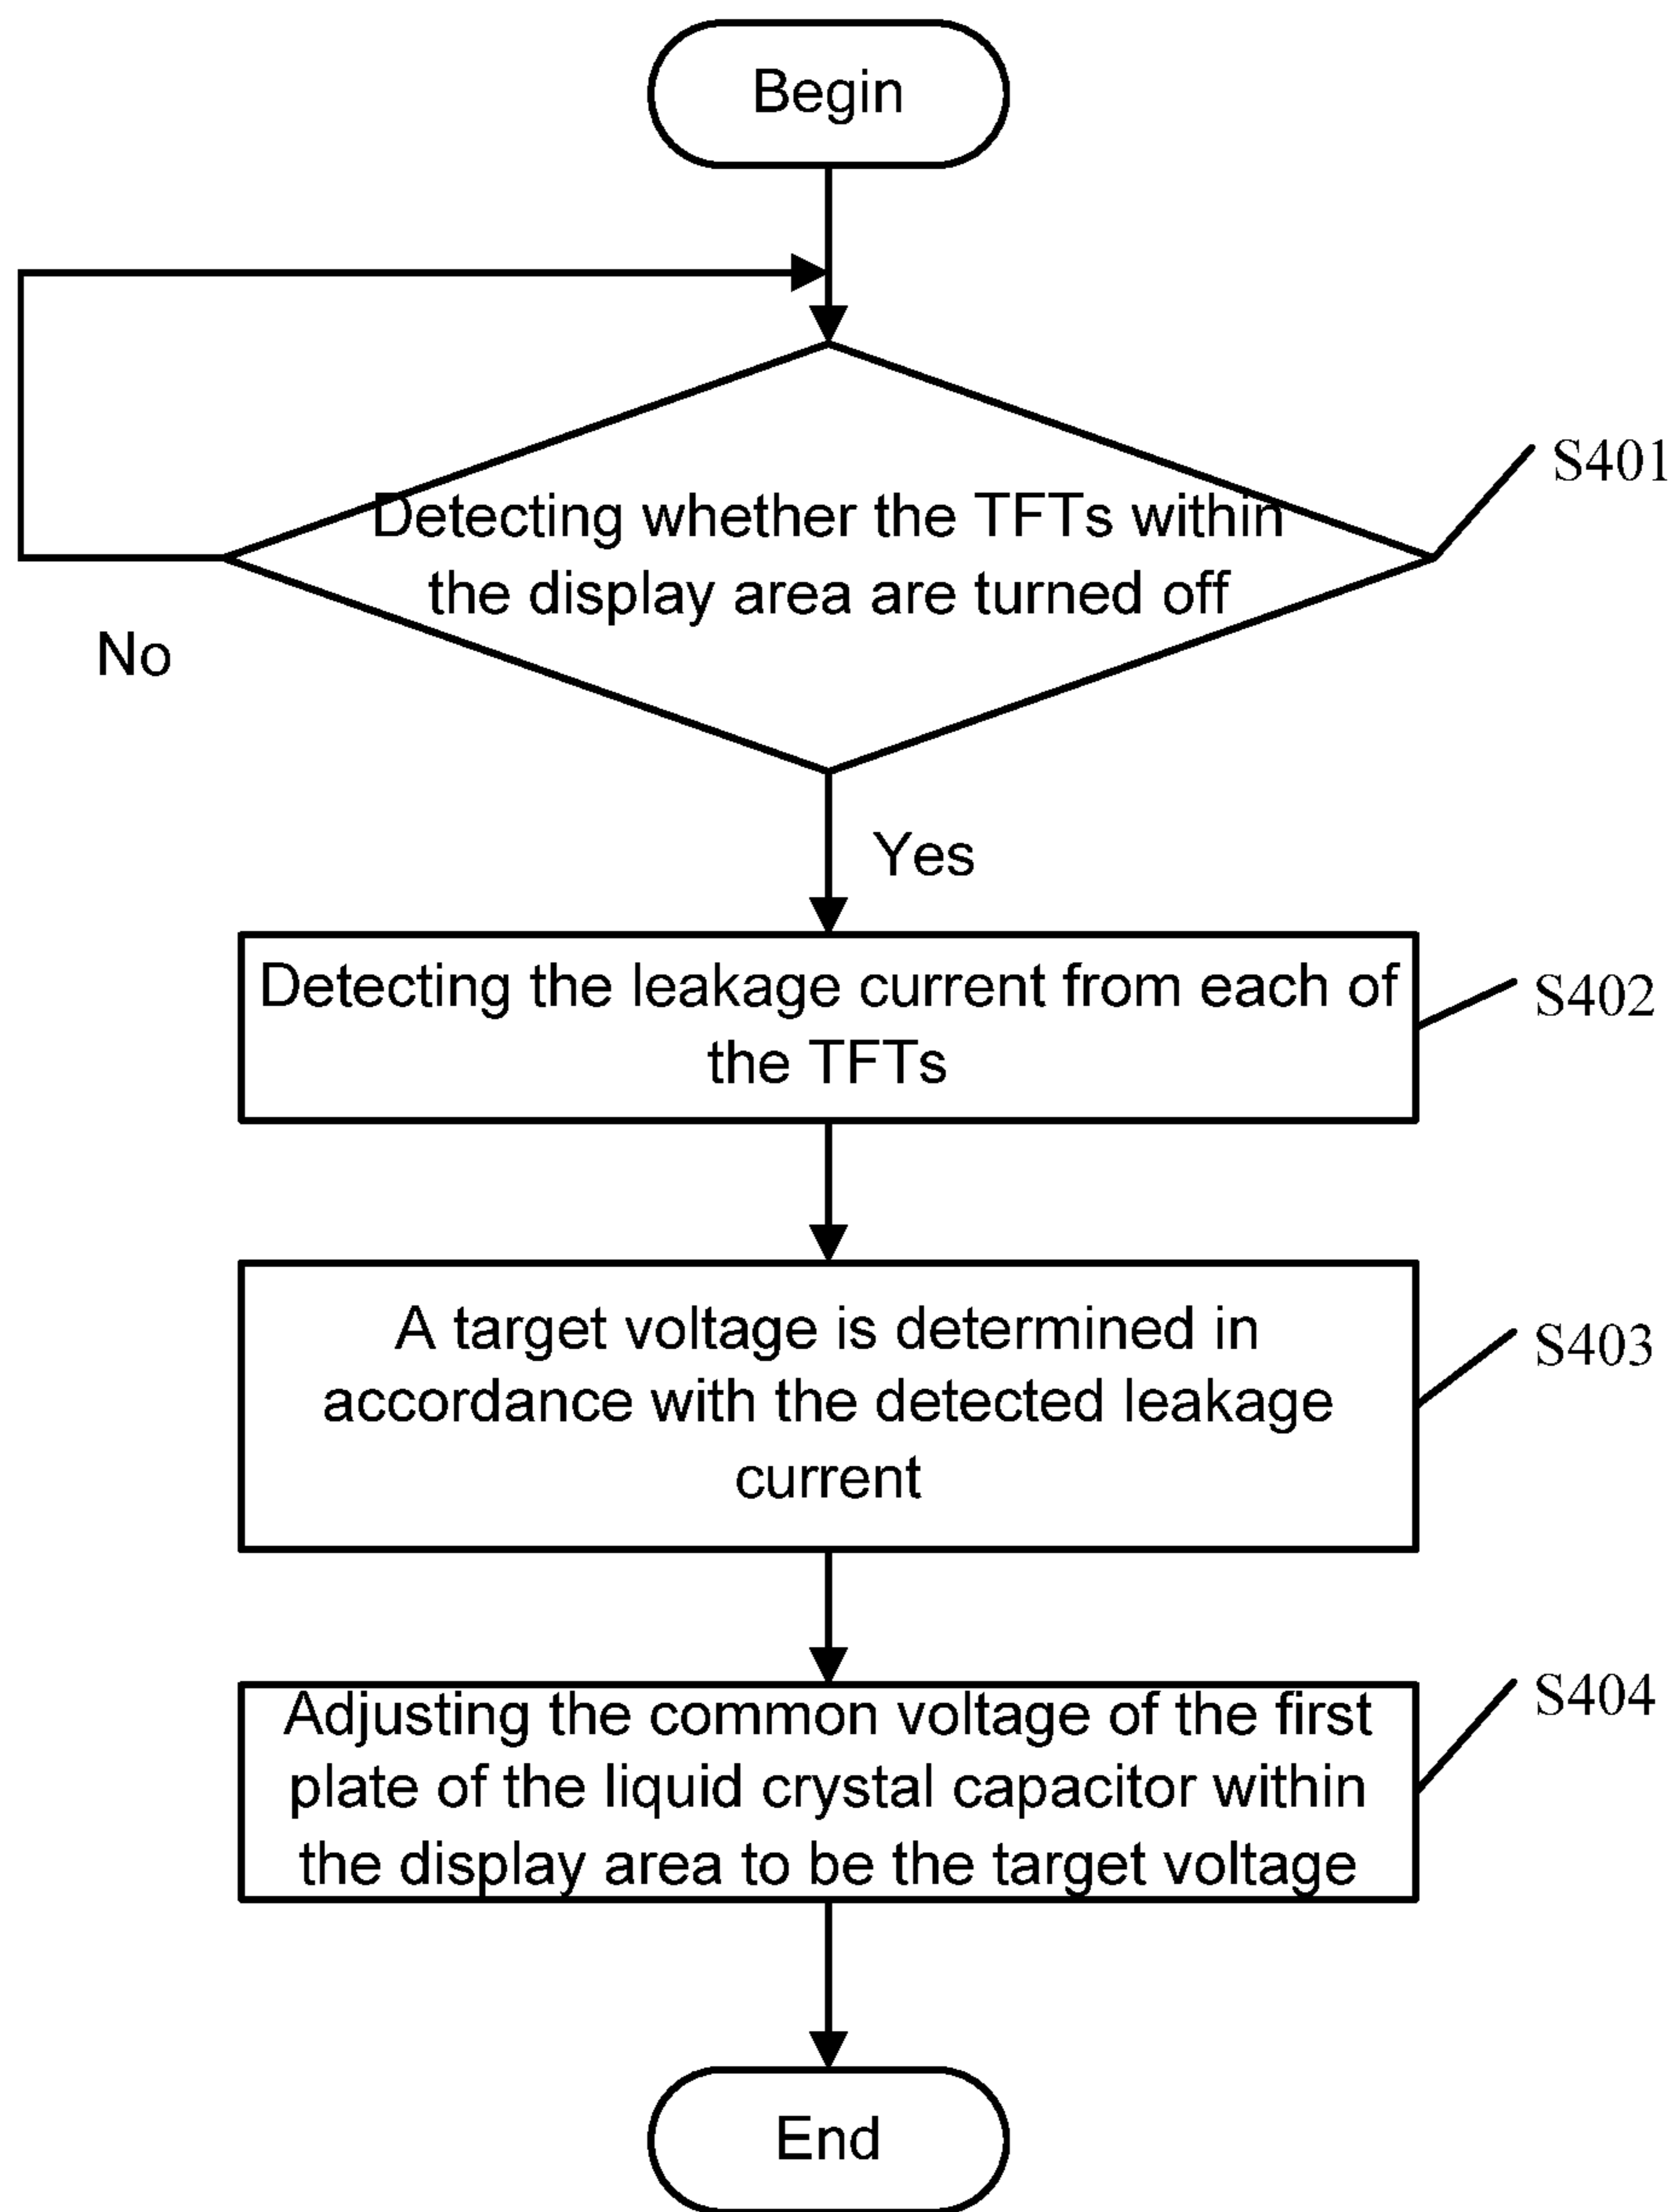 Begin
Detecting whether the TFTs within
the display area are turned off
S401
No
Yes
Detecting the leakage current from each of
the TFTs
S402
A target voltage is determined in
accordance with the detected leakage
current
S403
Adjusting the common voltage of the first
plate of the liquid crystal capacitor within
the display area to be the target voltage
S404
End